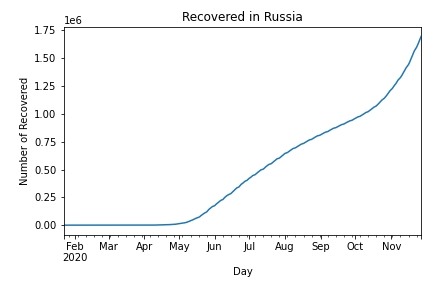 Recovered in Russia
1e6
1.75
1.50
1.25
1.00
0.75
0.50
0.25
0.00
Number of Recovered
Feb Mar Apr May Jun Jul Aug Sep Oct Nov
2020
Day